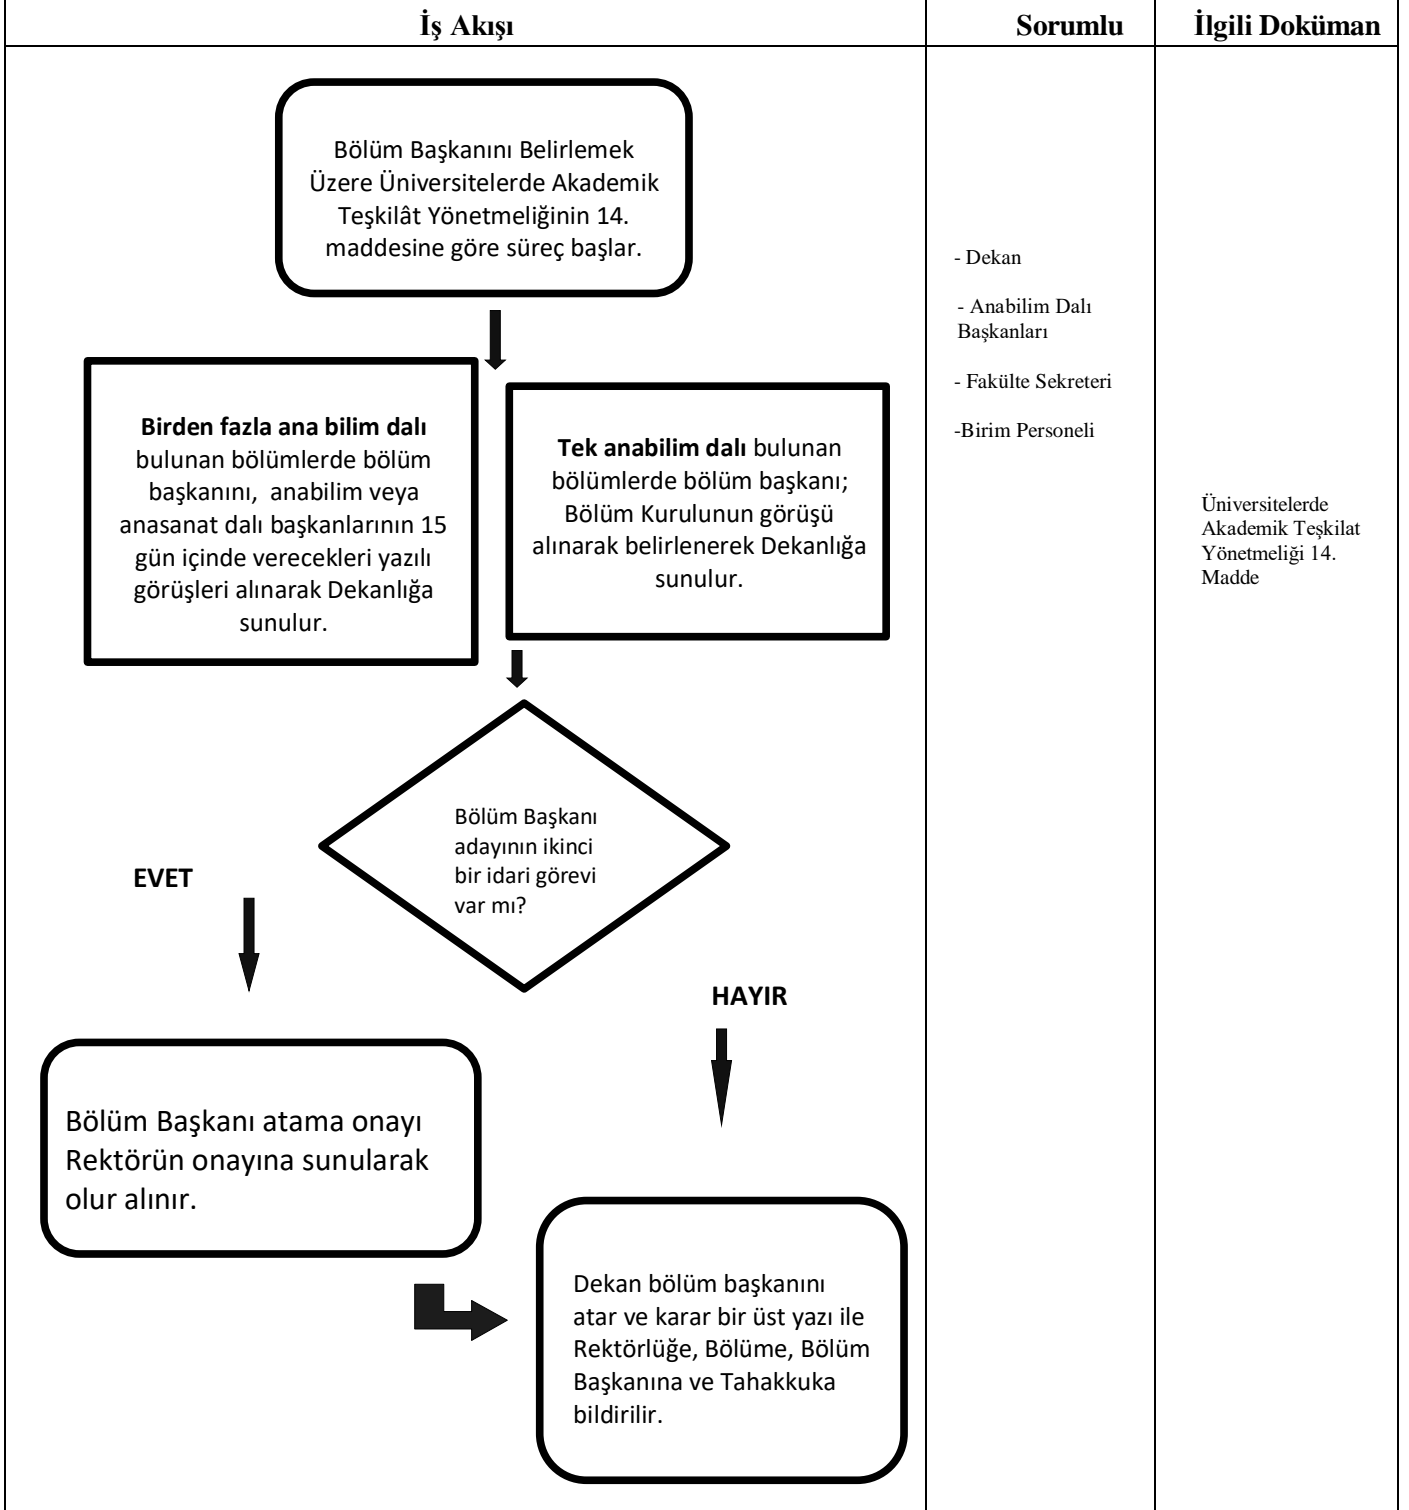 İş Akışı
Sorumlu
İlgili Doküman
Bölüm Başkanını Belirlemek
Üzere Üniversitelerde Akademik
Teşkilât Yönetmeliğinin 14.
maddesine göre süreç başlar.
Birden fazla ana bilim dalı
bulunan bölümlerde bölüm
başkanını, anabilim veya
anasanat dalı başkanlarının 15
gün içinde verecekleri yazılı
görüşleri alınarak Dekanlığa
sunulur.
Tek anabilim dalı bulunan
bölümlerde bölüm başkanı;
Bölüm Kurulunun görüşü
alınarak belirlenerek Dekanlığa
sunulur.
Bölüm Başkanı
adayının ikinci
bir idari görevi
var mı?
EVET
HAYIR
Bölüm Başkanı atama onayı
Rektörün onayına sunularak
olur alınır.
Dekan bölüm başkanını
atar ve karar bir üst yazı ile
Rektörlüğe, Bölüme, Bölüm
Başkanına ve Tahakkuka
bildirilir.
- Dekan
- Anabilim Dalı
Başkanları
- Fakülte Sekreteri
-Birim Personeli
Üniversitelerde
Akademik Teşkilat
Yönetmeliği 14.
Madde